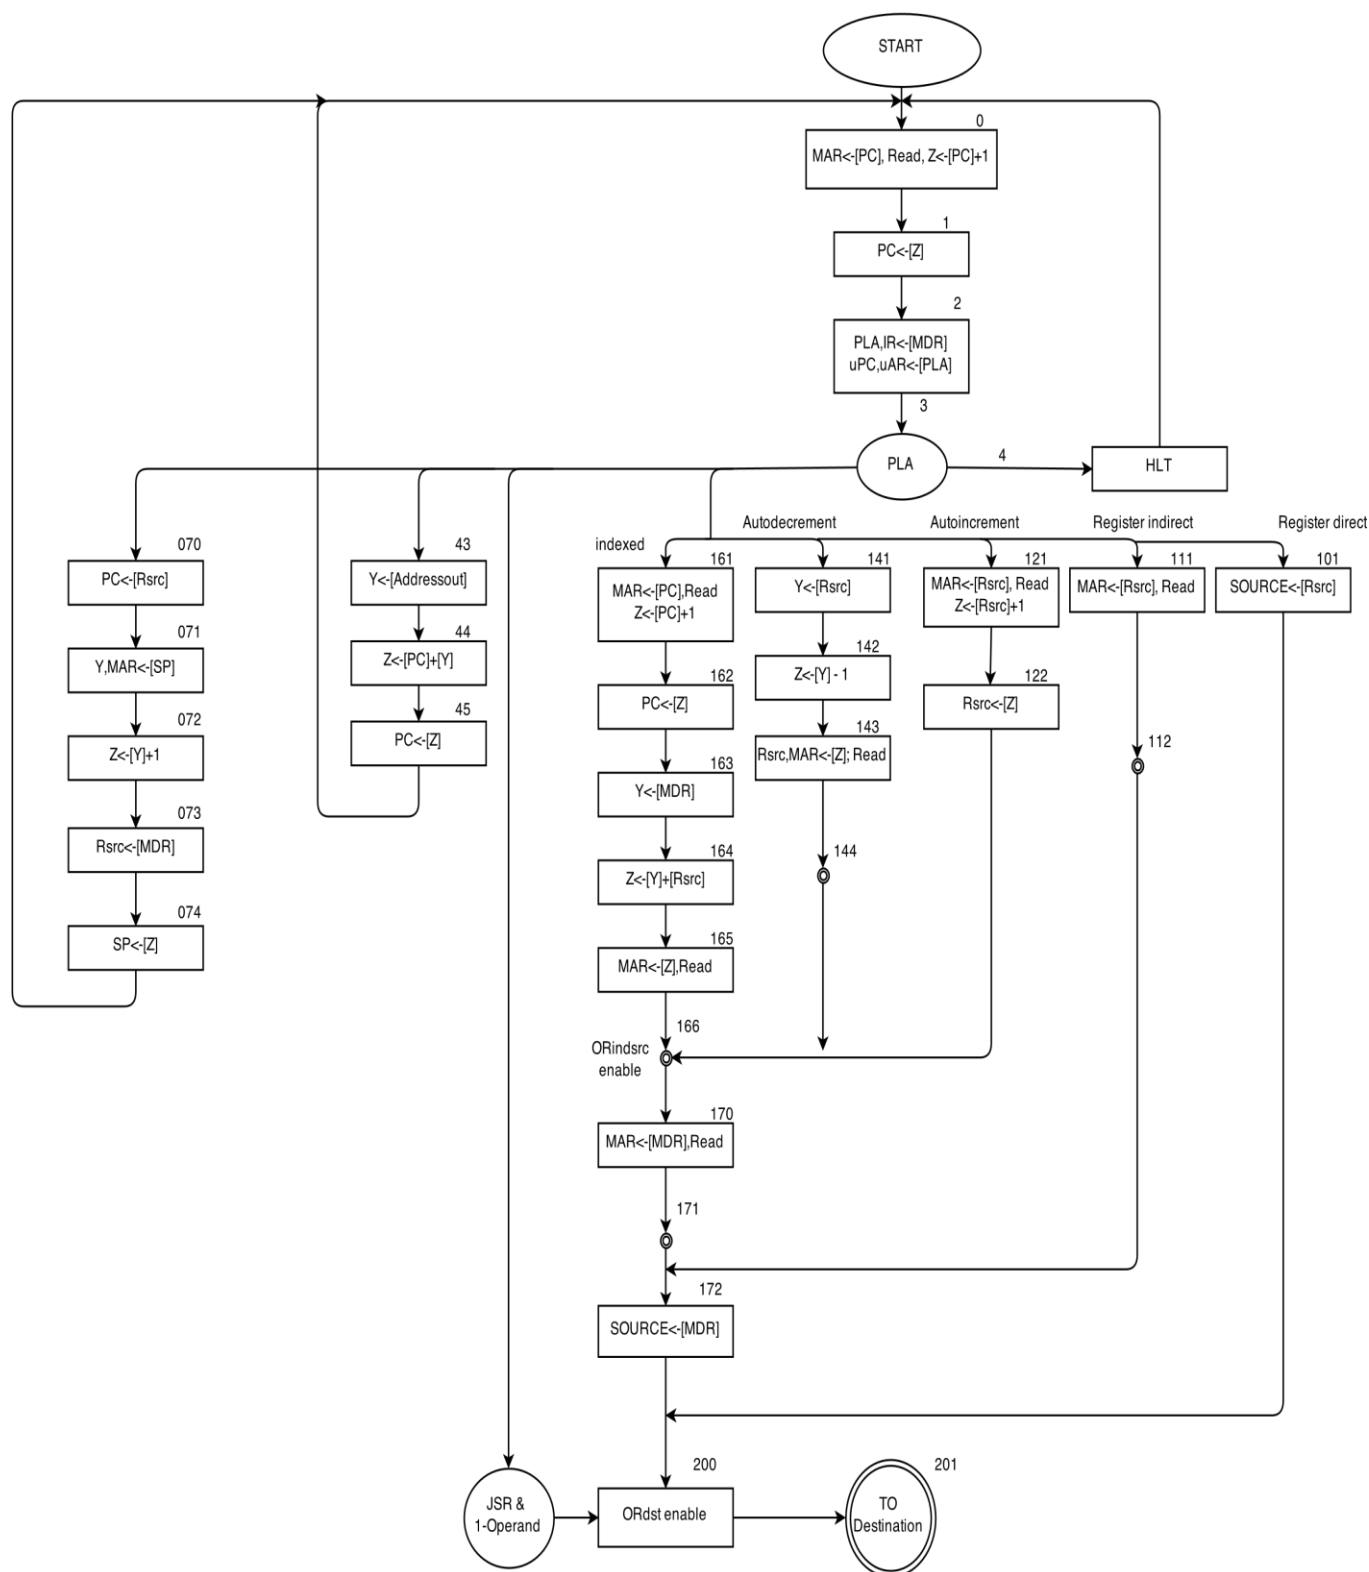 START
0
MAR<-[PC], Read, Z<-[PC]+1
1
PC<-[Z]
2
PLA,IR<-[MDR]
uPC,uAR<-[PLA]
3
PLA
4
HLT
Autodecrement
Autoincrement
Register indirect
Register direct
indexed
070
PC<-[Rsrc]
071
Y,MAR<-[SP]
072
Z<-[Y]+1
073
Rsrc<-[MDR]
074
SP<-[Z]
43
Y<-[Addressout]
44
Z<-[PC]+[Y]
45
PC<-[Z]
161
MAR<-[PC],Read
Z<-[PC]+1
162
PC<-[Z]
163
Y<-[MDR]
164
Z<-[Y]+[Rsrc]
165
MAR<-[Z],Read
166
ORindsrc
enable
170
MAR<-[MDR],Read
171
172
SOURCE<-[MDR]
141
Y<-[Rsrc]
142
Z<-[Y] - 1
143
Rsrc,MAR<-[Z]; Read
144
121
MAR<-[Rsrc], Read
Z<-[Rsrc]+1
122
Rsrc<-[Z]
111
MAR<-[Rsrc], Read
112
101
SOURCE<-[Rsrc]
JSR &
1-Operand
200
ORdst enable
201
TO
Destination